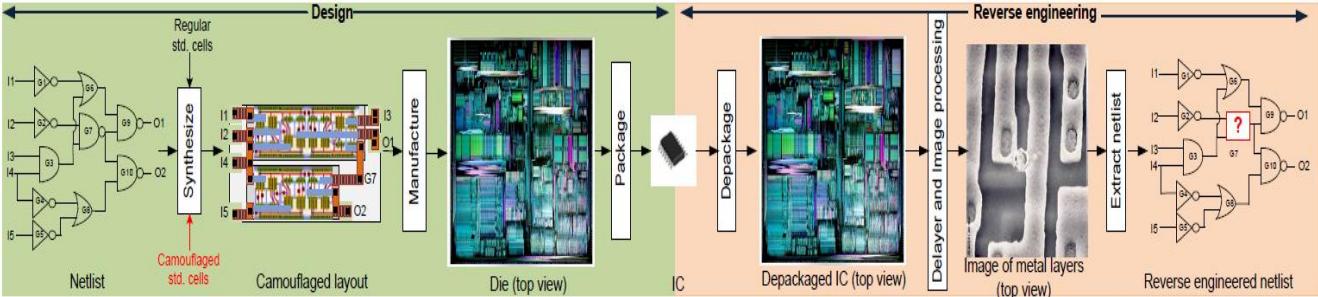 Design
Reverse engineering
Regular
std. cells
I1
I2
I3
I4
I5
G1
G2
G3
G4
G5
G6
G7
G8
G9
G10
O1
O2
Netlist
Synthesize
Camouflaged
std. cells
I1
I2
I4
I5
I3
O1
G7
O2
Camouflaged layout
Manufacture
Die (top view)
Package
IC
Depackage
Depackaged IC (top view)
Delayer and Image processing
Image of metal layers
(top view)
Extract netlist
I1
I2
I3
I4
I5
G1
G2
G3
G4
G5
G6
?
G7
G8
G9
G10
O1
O2
Reverse engineered netlist